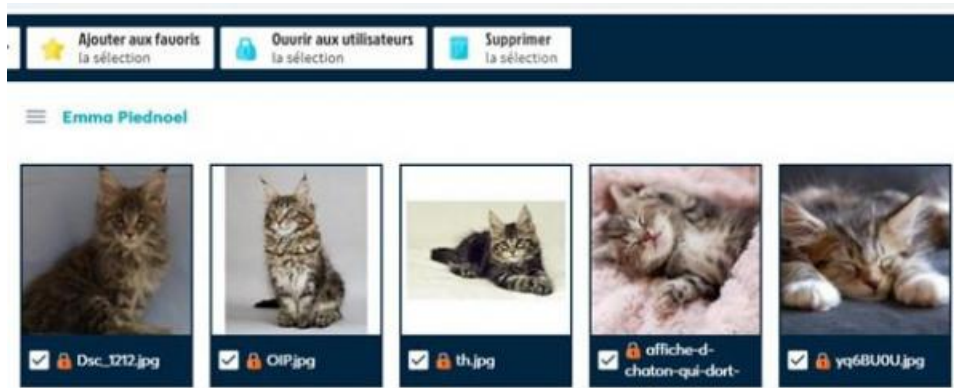 Ajouter aux favoris
la sélection
Ouvrir aux utilisateurs
la sélection
Supprimer
la sélection
Emma Piednoel
Dsc_1212.jpg
OIP.jpg
th.jpg
affiche-d-
chaton-qui-dort-
yq6BU0U.jpg